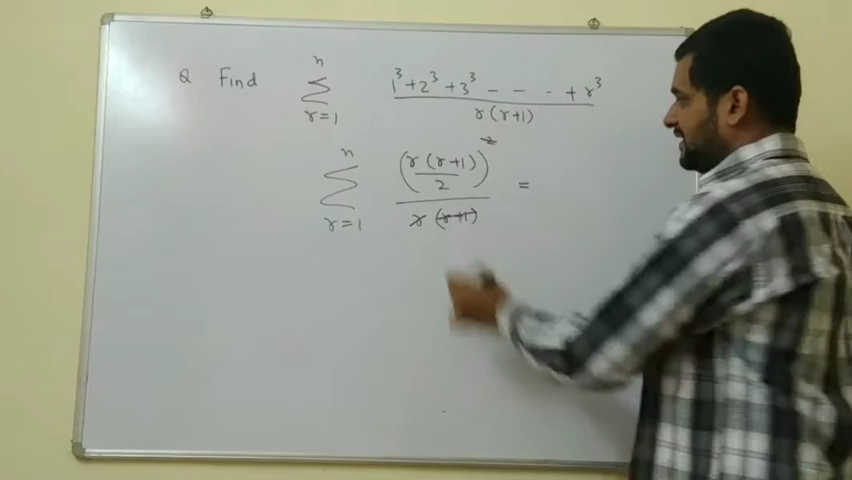 Q Find n Σ r=1 1³+2³+3³ - - - + r³ / r(r+1)
n Σ r=1 (r(r+1)/2)² / r(r+1) =